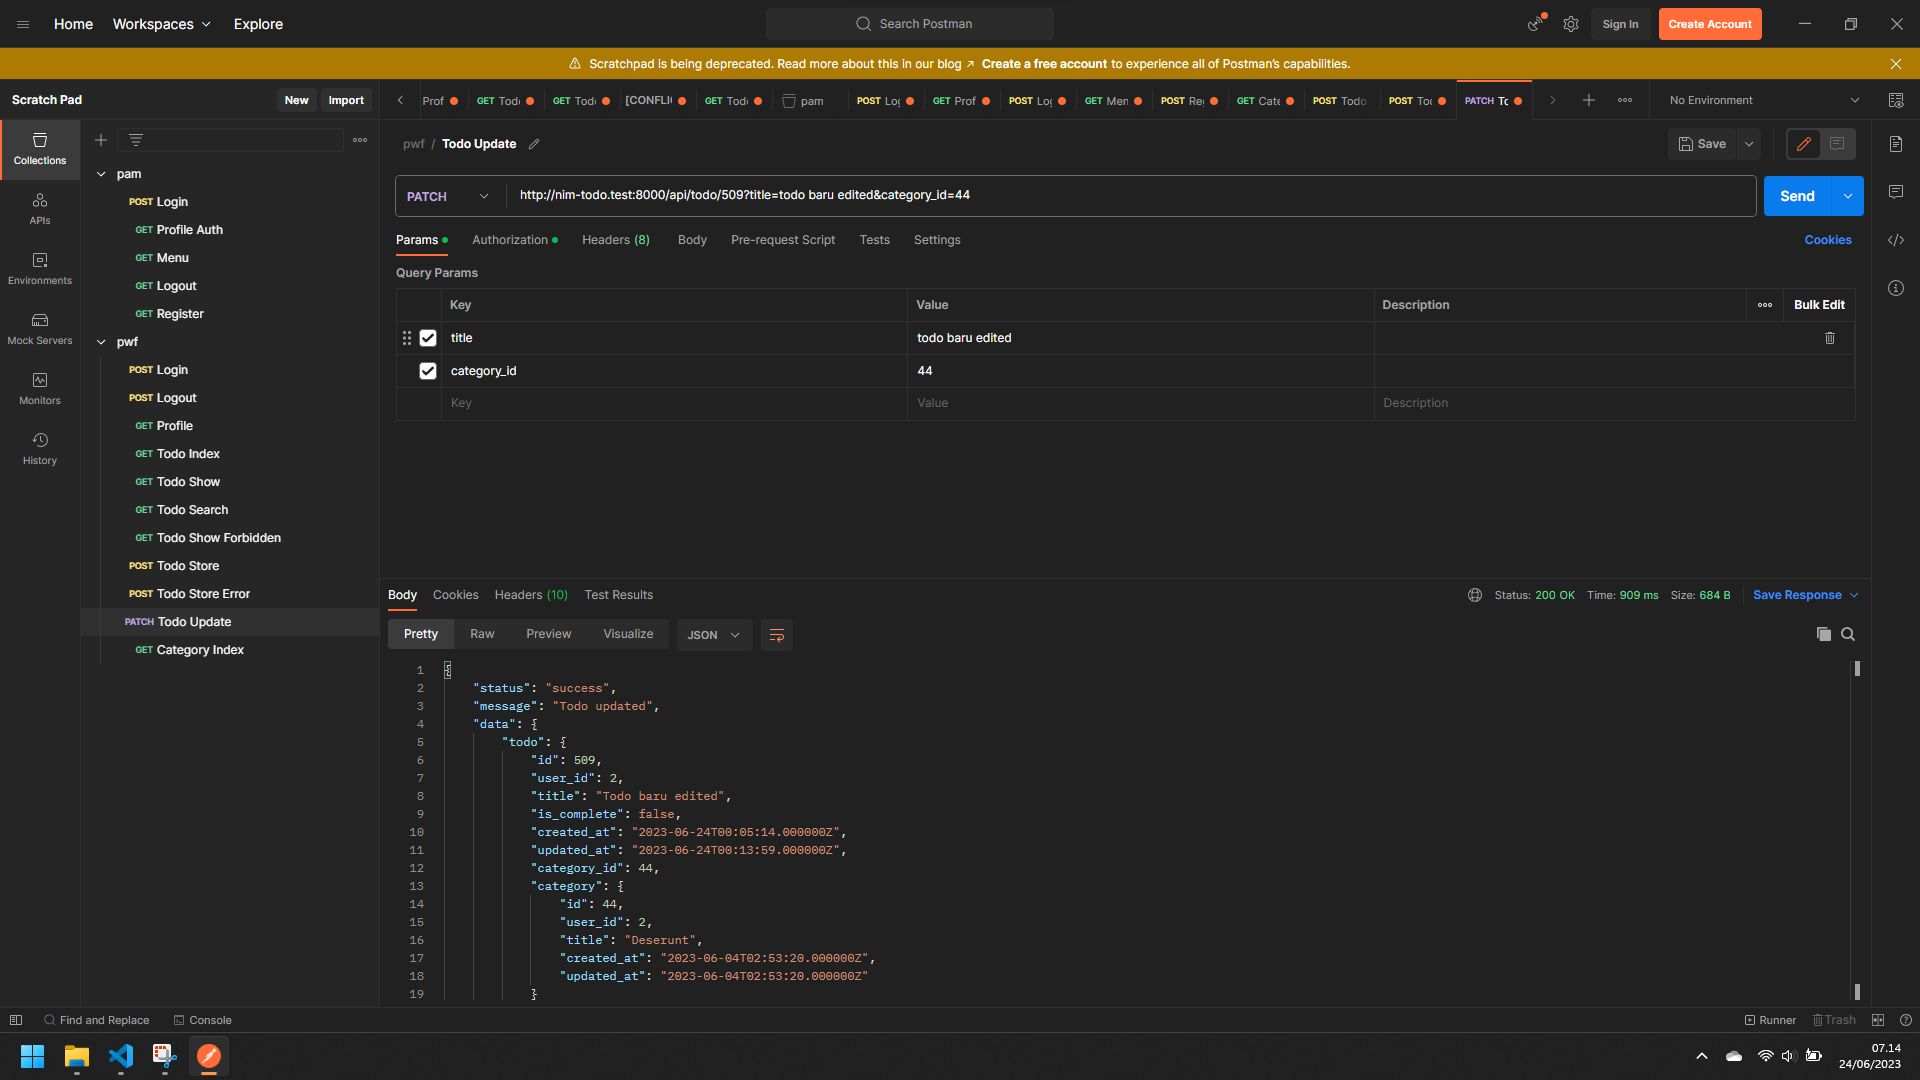 Home Workspaces Explore Search Postman Sign In Create Account
Scratchpad is being deprecated. Read more about this in our blog ↗ Create a free account to experience all of Postman's capabilities.
Scratch Pad New Import Prof GET Tod GET Tod [CONFLI GET Tod pam POST Log GET Prof POST Log GET Men POST Re GET Cate POST Todo POST To PATCH To No Environment
Collections
APIs
Environments
Mock Servers
Monitors
History
pam
POST Login
GET Profile Auth
GET Menu
GET Logout
GET Register
pwf
POST Login
POST Logout
GET Profile
GET Todo Index
GET Todo Show
GET Todo Search
GET Todo Show Forbidden
POST Todo Store
POST Todo Store Error
PATCH Todo Update
GET Category Index
pwf / Todo Update Save
PATCH http://nim-todo.test:8000/api/todo/509?title=todo baru edited&category_id=44 Send
Params Authorization Headers (8) Body Pre-request Script Tests Settings Cookies
Query Params
Key Value Description Bulk Edit
title todo baru edited
category_id 44
Key Value Description
Body Cookies Headers (10) Test Results Status: 200 OK Time: 909 ms Size: 684 B Save Response
Pretty Raw Preview Visualize JSON
1 {
2 "status": "success",
3 "message": "Todo updated",
4 "data": {
5 "todo": {
6 "id": 509,
7 "user_id": 2,
8 "title": "Todo baru edited",
9 "is_complete": false,
10 "created_at": "2023-06-24T00:05:14.000000Z",
11 "updated_at": "2023-06-24T00:13:59.000000Z",
12 "category_id": 44,
13 "category": {
14 "id": 44,
15 "user_id": 2,
16 "title": "Deserunt",
17 "created_at": "2023-06-04T02:53:20.000000Z",
18 "updated_at": "2023-06-04T02:53:20.000000Z"
19 }
Find and Replace Console Runner Trash
07.14
24/06/2023